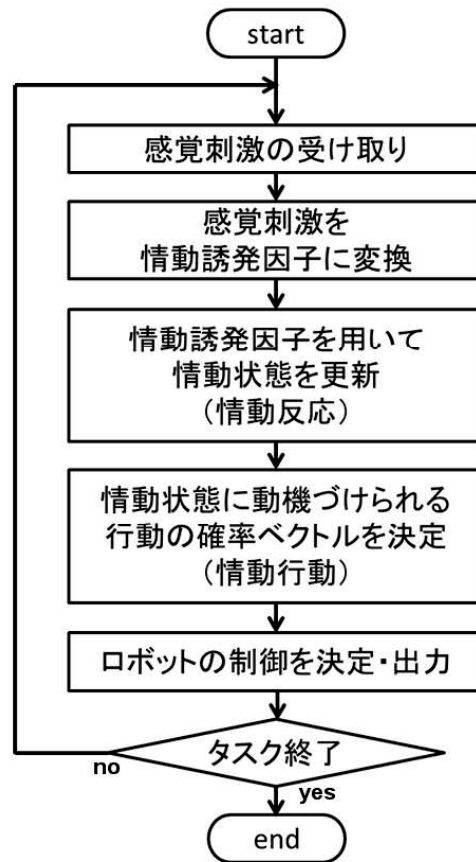 start
感覚刺激の受け取り
感覚刺激を
情動誘発因子に変換
情動誘発因子を用いて
情動状態を更新
（情動反応）
情動状態に動機づけられる
行動の確率ベクトルを決定
（情動行動）
ロボットの制御を決定・出力
タスク終了
no
yes
end